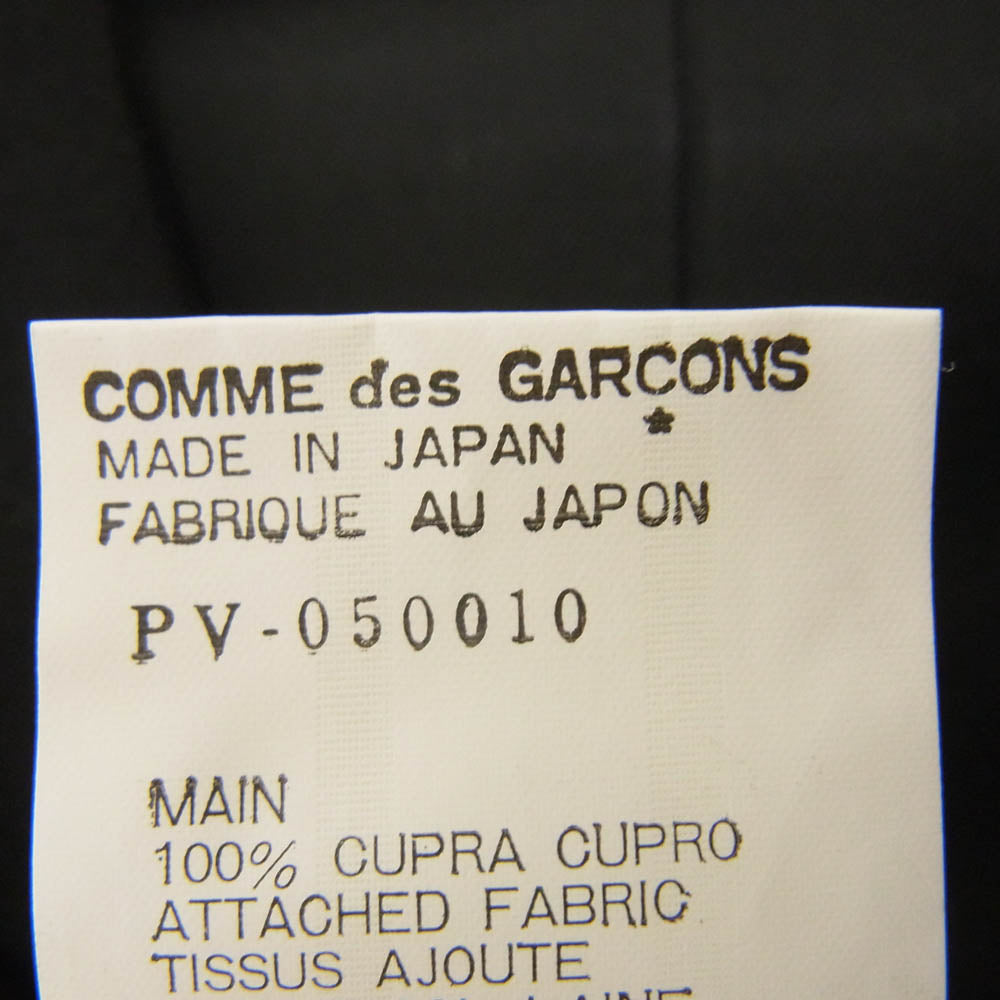 COMME des GARCONS
MADE IN JAPAN
FABRIQUE AU JAPON
PV-050010
MAIN
100% CUPRA CUPRO
ATTACHED FABRIC
TISSUS AJOUTE